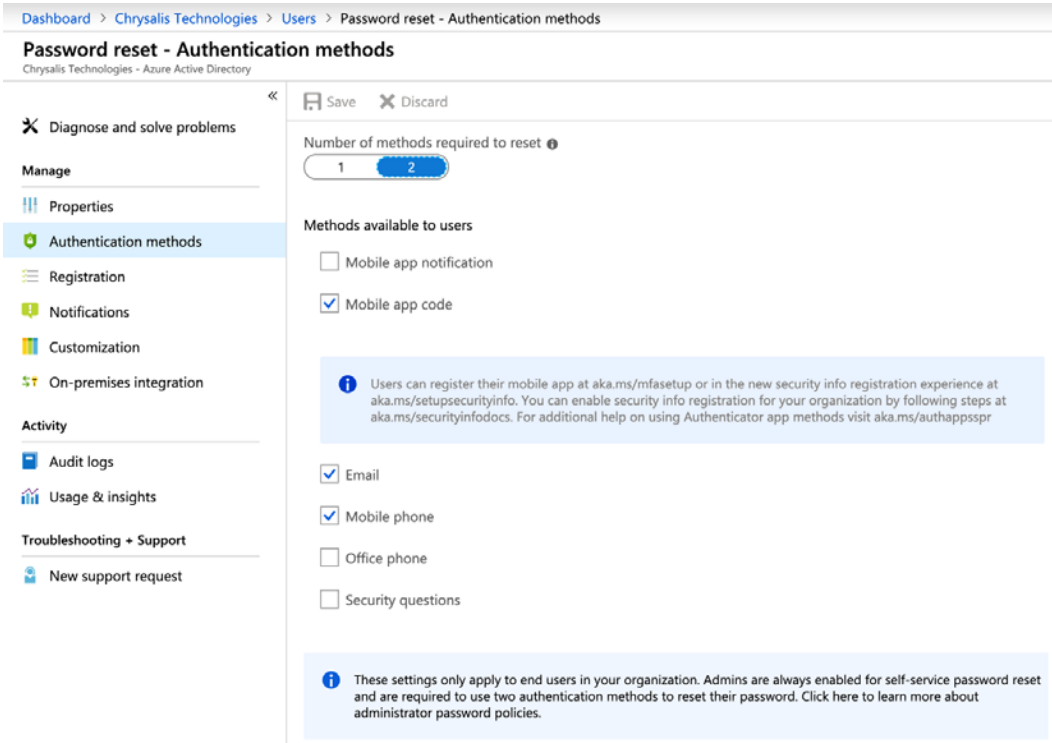 Dashboard > Chrysalis Technologies > Users > Password reset - Authentication methods
Password reset - Authentication methods
Chrysalis Technologies - Azure Active Directory
«
Diagnose and solve problems
Manage
Properties
Authentication methods
Registration
Notifications
Customization
On-premises integration
Activity
Audit logs
Usage & insights
Troubleshooting + Support
New support request
Save Discard
Number of methods required to reset
1 2
Methods available to users
Mobile app notification
Mobile app code
Users can register their mobile app at aka.ms/mfasetup or in the new security info registration experience at
aka.ms/setupsecurityinfo. You can enable security info registration for your organization by following steps at
aka.ms/securityinfodocs. For additional help on using Authenticator app methods visit aka.ms/authappsspr
Email
Mobile phone
Office phone
Security questions
These settings only apply to end users in your organization. Admins are always enabled for self-service password reset
and are required to use two authentication methods to reset their password. Click here to learn more about
administrator password policies.